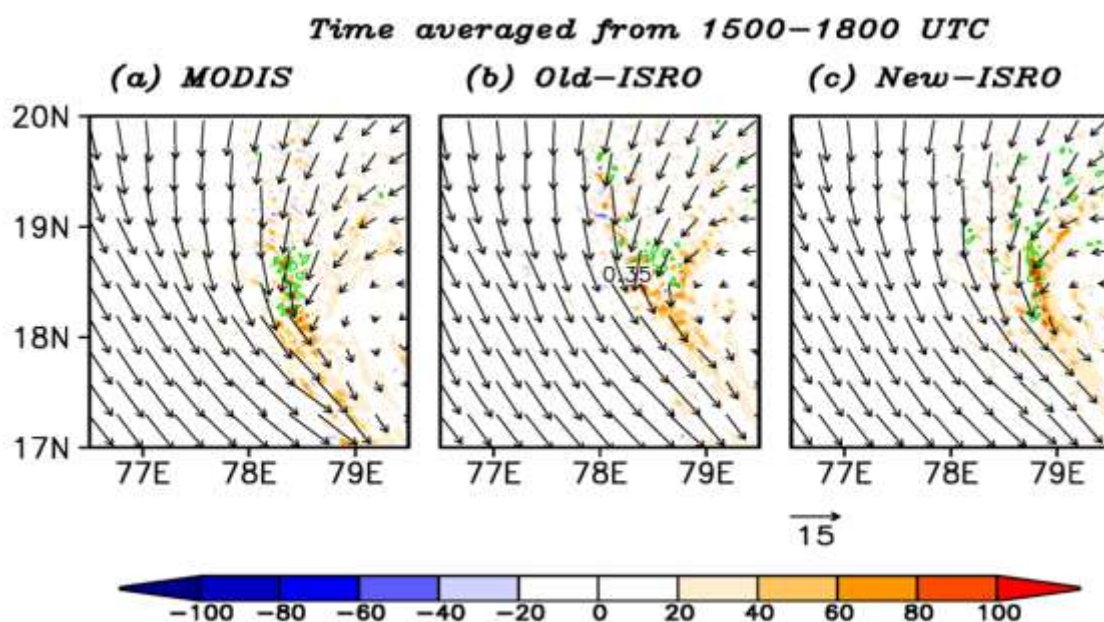 Time averaged from 1500-1800 UTC
(a) MODIS (b) Old-ISRO (c) New-ISRO
20N
19N
0.35
18N
17N
77E 78E 79E 77E 78E 79E 77E 78E 79E
15
-100 -80 -60 -40 -20 0 20 40 60 80 100